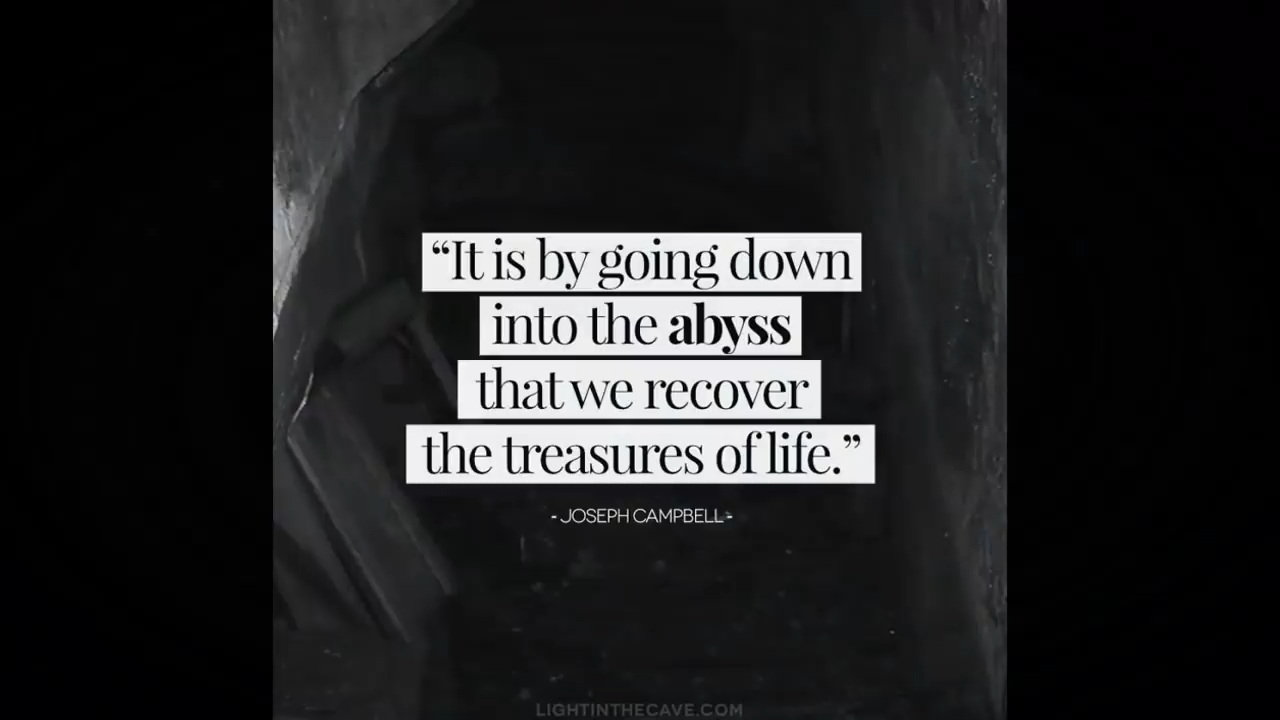 “It is by going down
into the abyss
that we recover
the treasures of life.”
- JOSEPH CAMPBELL -
LIGHTINTHECAVE.COM